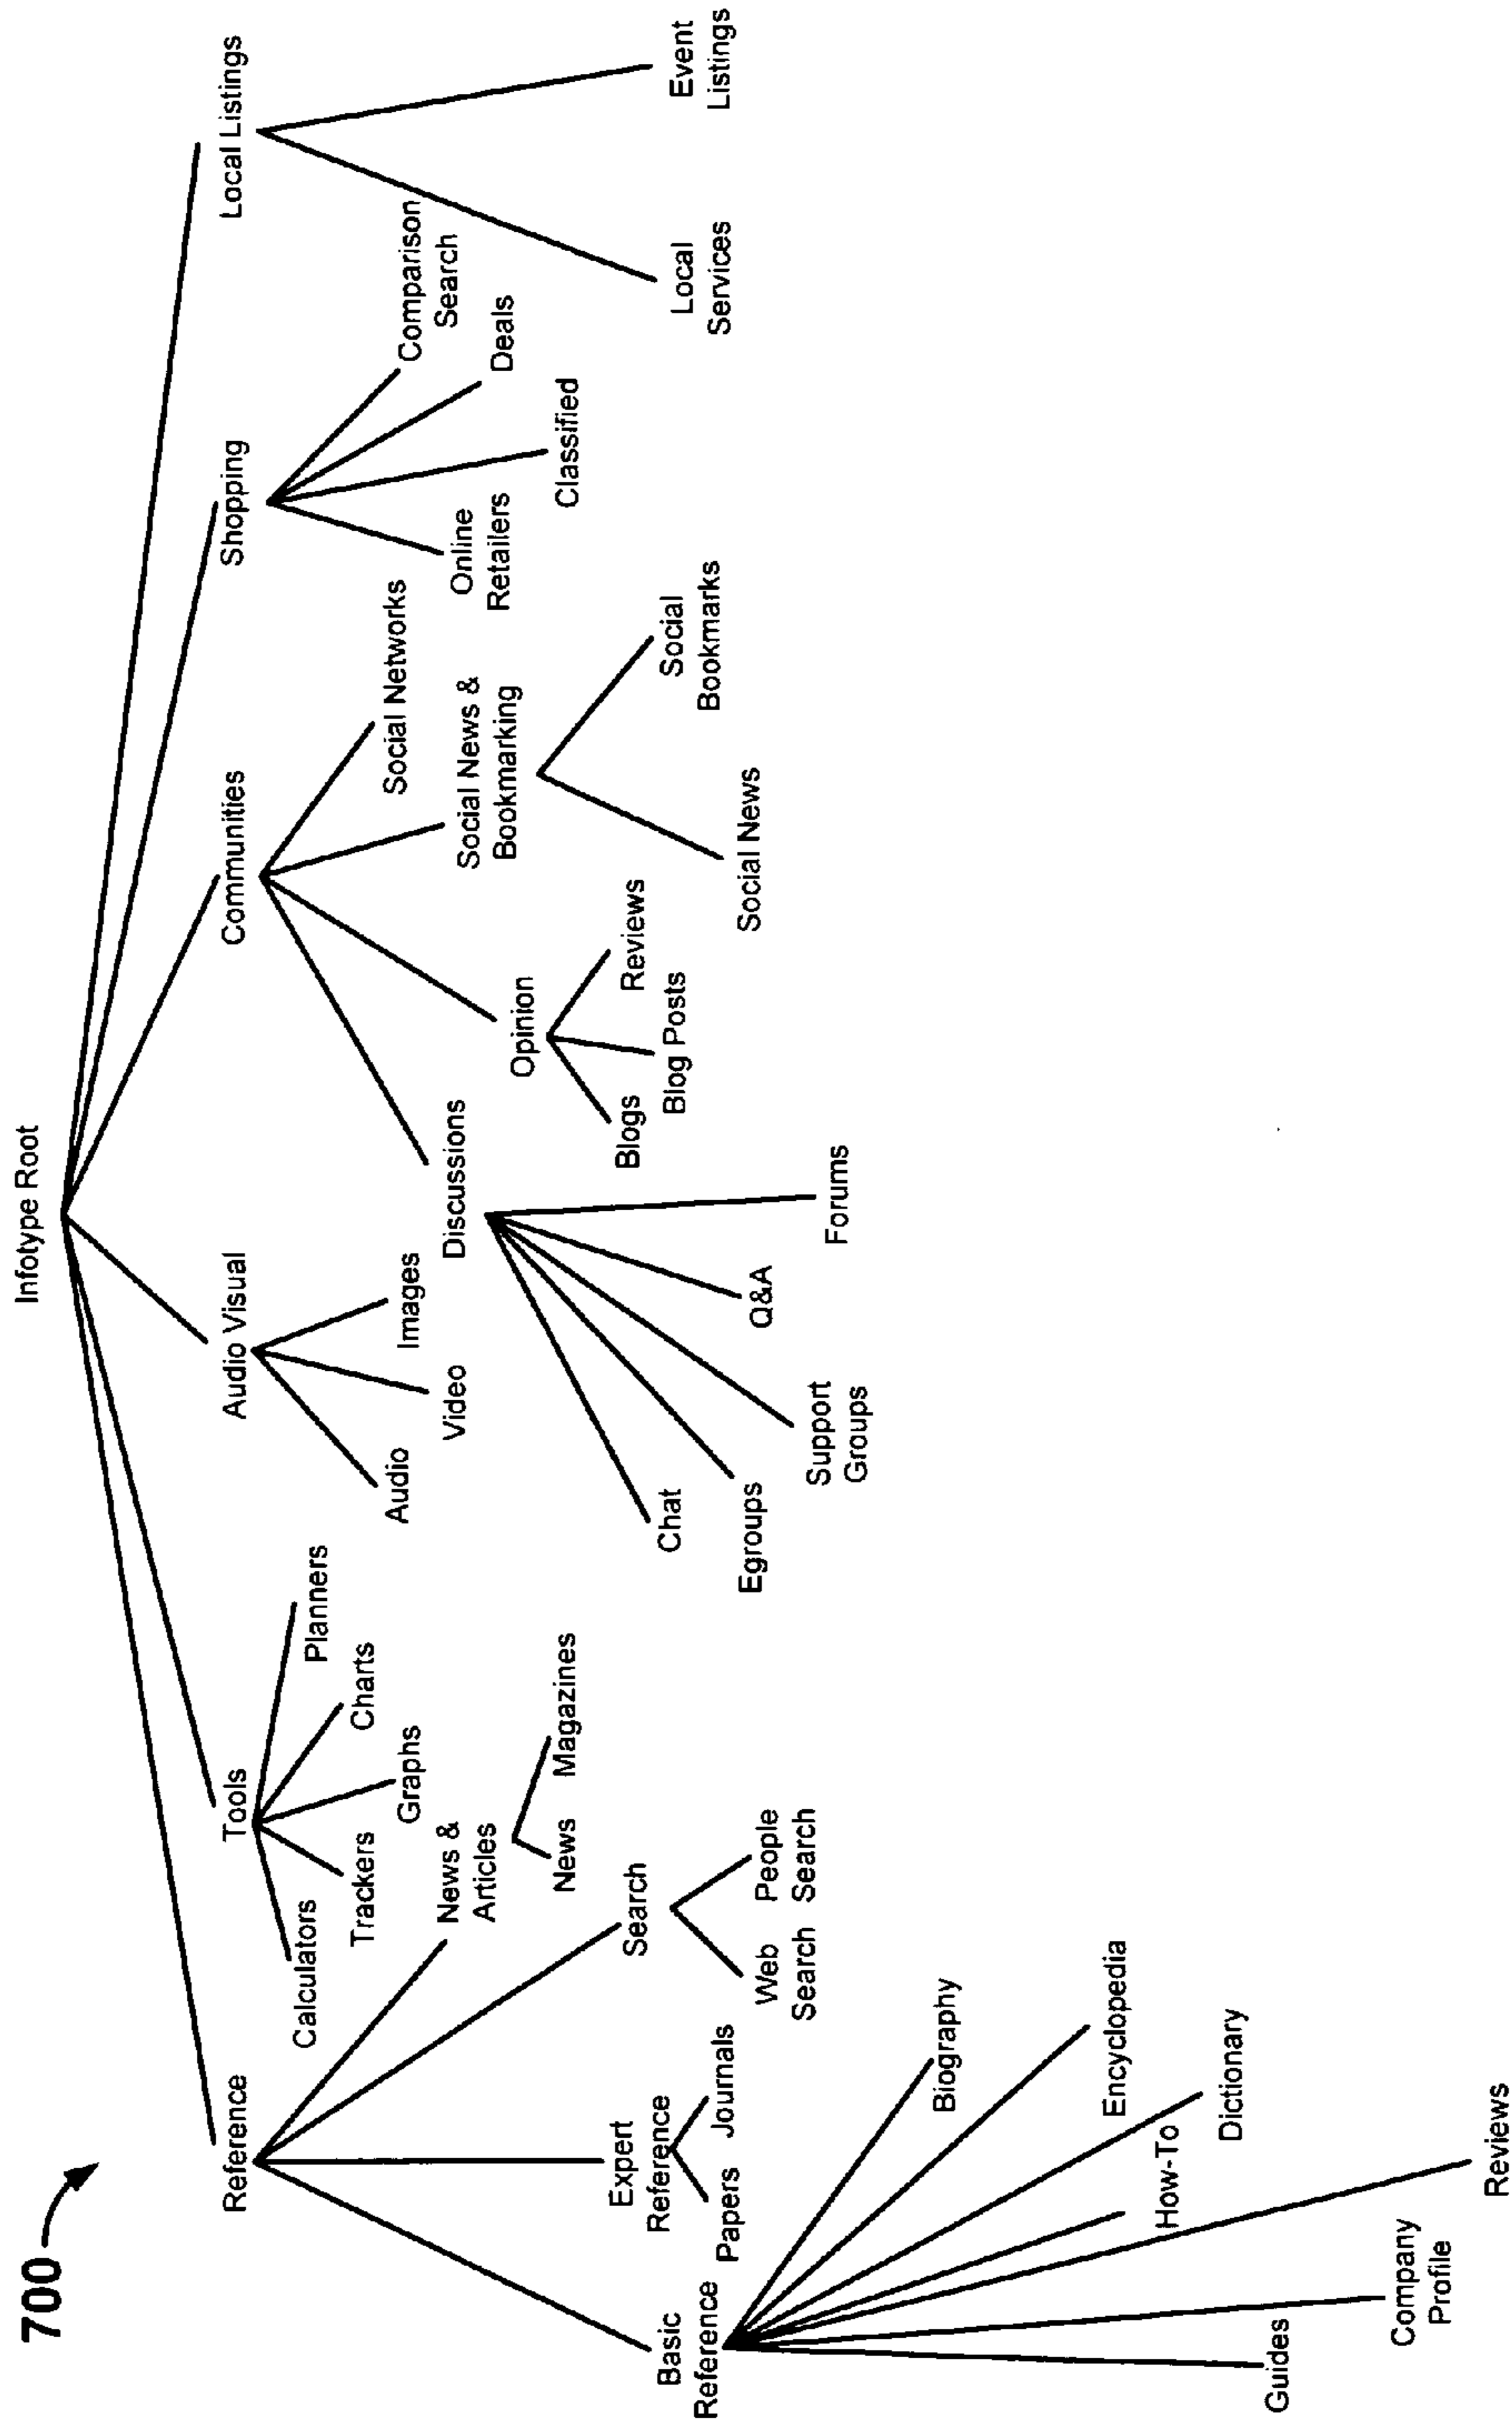 700
Infotype Root
Reference
Tools
Audio Visual
Communities
Shopping
Local Listings
Calculators
Trackers
Graphs
Charts
Planners
Audio
Video
Images
Social Networks
Comparison
Search
News &
Articles
Discussions
Social News &
Bookmarking
Online
Retailers
Deals
Opinion
Classified
News
Magazines
Expert
Reference
Search
Blogs
Blog Posts
Reviews
Basic
Reference
Papers
Journals
Web
Search
People
Search
Chat
Egroups
Support
Groups
Q&A
Forums
Social News
Social
Bookmarks
Local
Services
Event
Listings
Biography
Encyclopedia
How-To
Dictionary
Guides
Company
Profile
Reviews